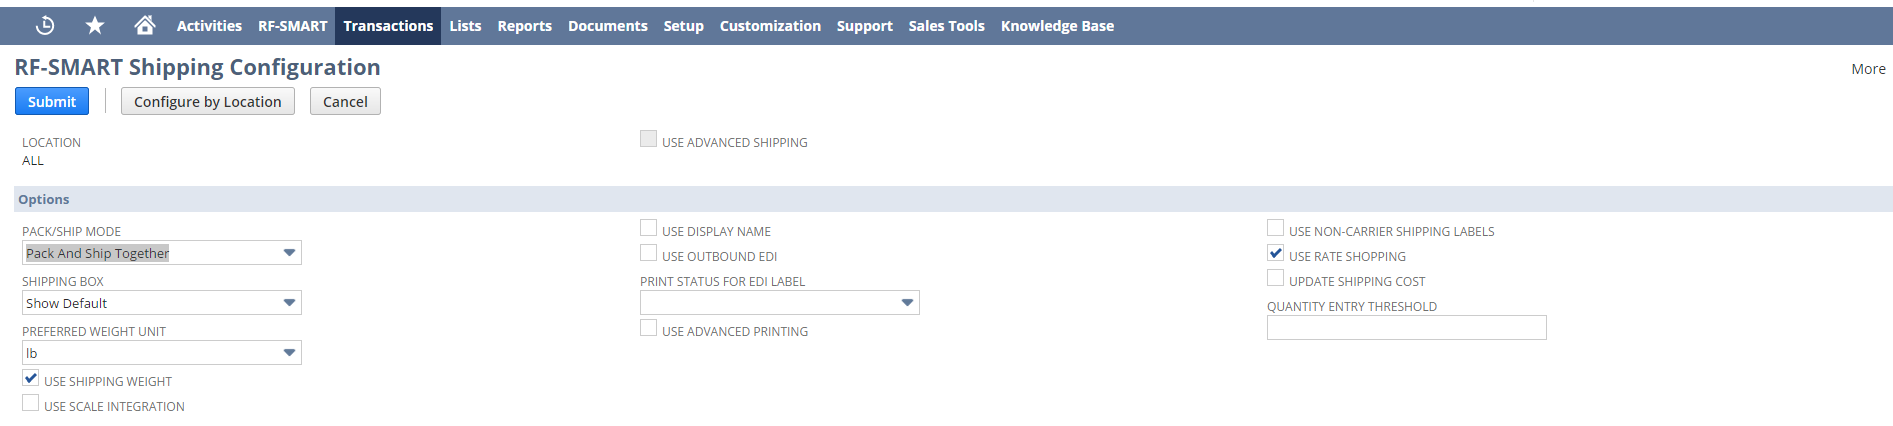 Activities RF-SMART Transactions Lists Reports Documents Setup Customization Support Sales Tools Knowledge Base
RF-SMART Shipping Configuration
More
Submit Configure by Location Cancel
LOCATION
ALL
USE ADVANCED SHIPPING
Options
PACK/SHIP MODE
Pack And Ship Together
SHIPPING BOX
Show Default
PREFERRED WEIGHT UNIT
lb
USE SHIPPING WEIGHT
USE SCALE INTEGRATION
USE DISPLAY NAME
USE OUTBOUND EDI
PRINT STATUS FOR EDI LABEL
USE ADVANCED PRINTING
USE NON-CARRIER SHIPPING LABELS
USE RATE SHOPPING
UPDATE SHIPPING COST
QUANTITY ENTRY THRESHOLD